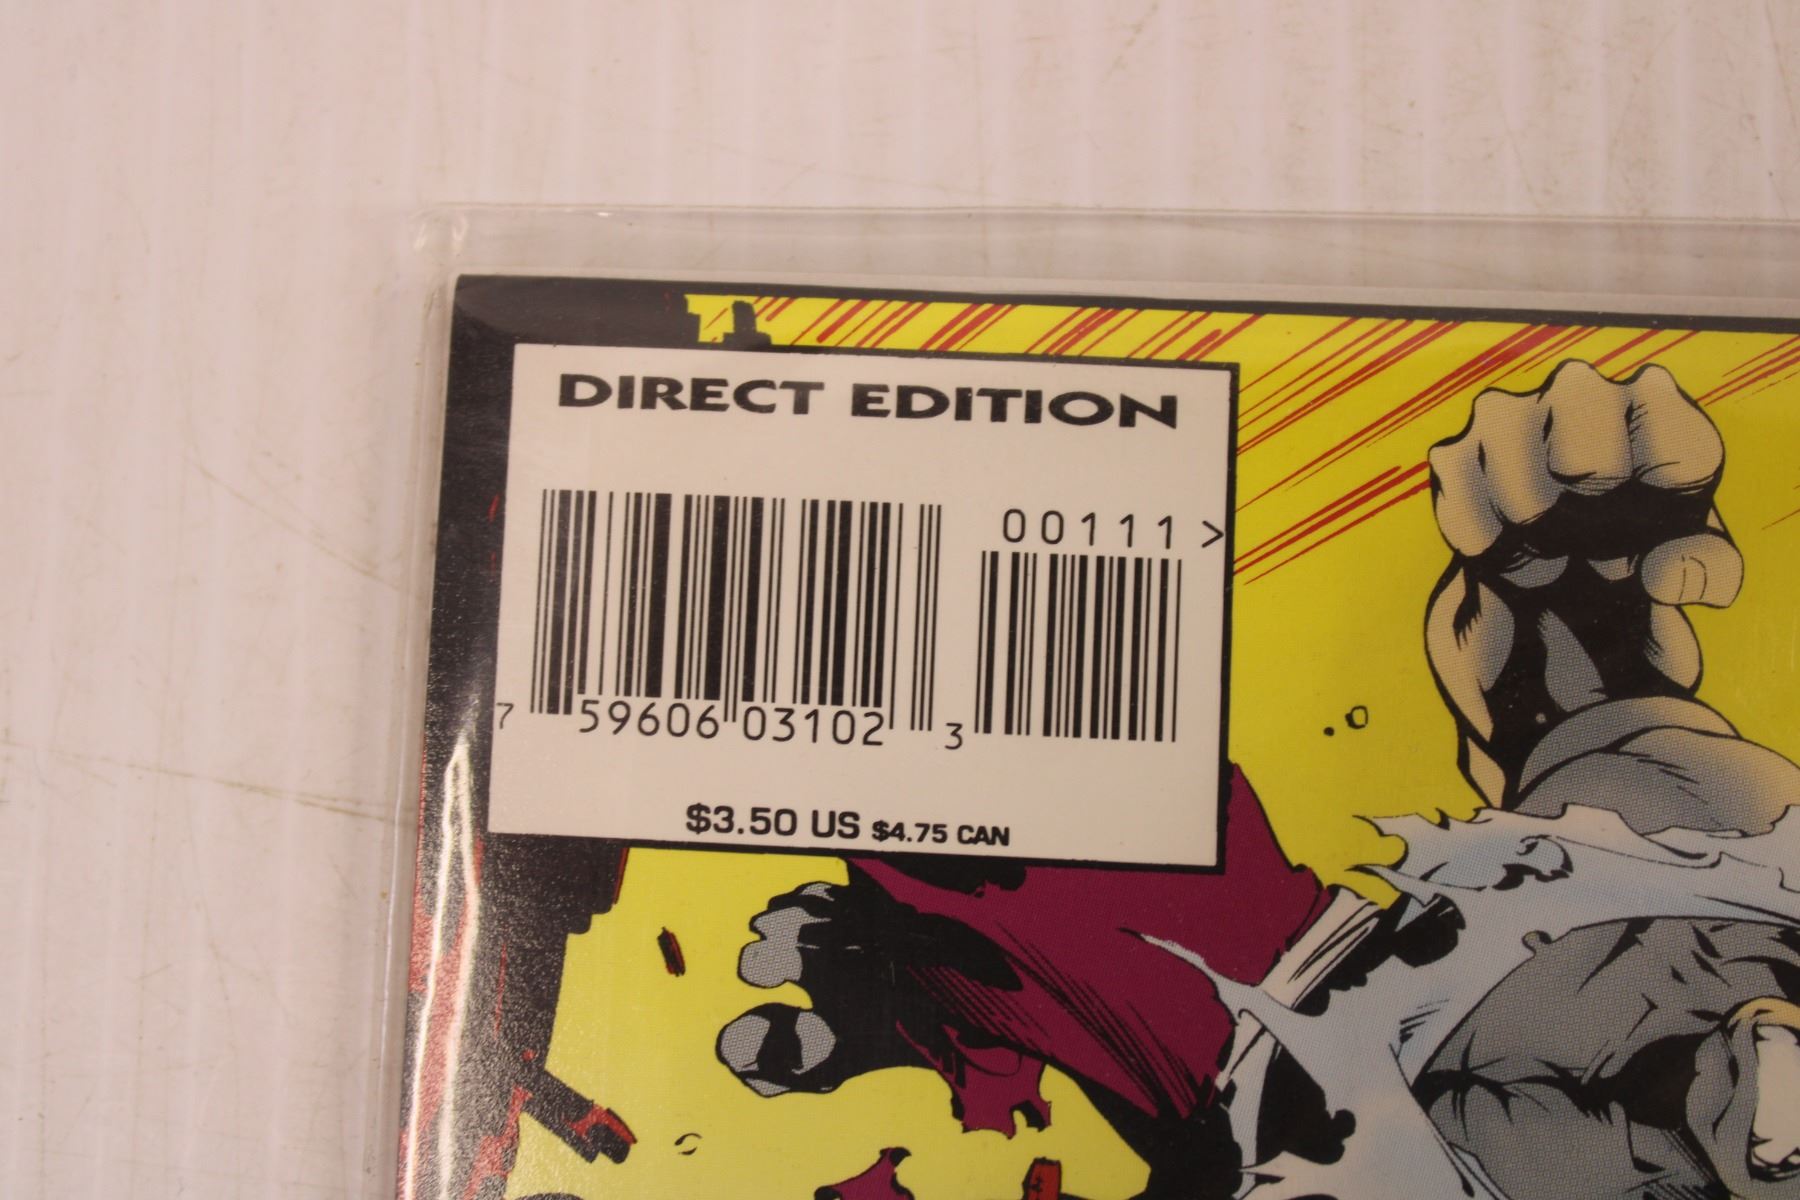 DIRECT EDITION
00111 >
7 59606 03102 3
$3.50 US $4.75 CAN